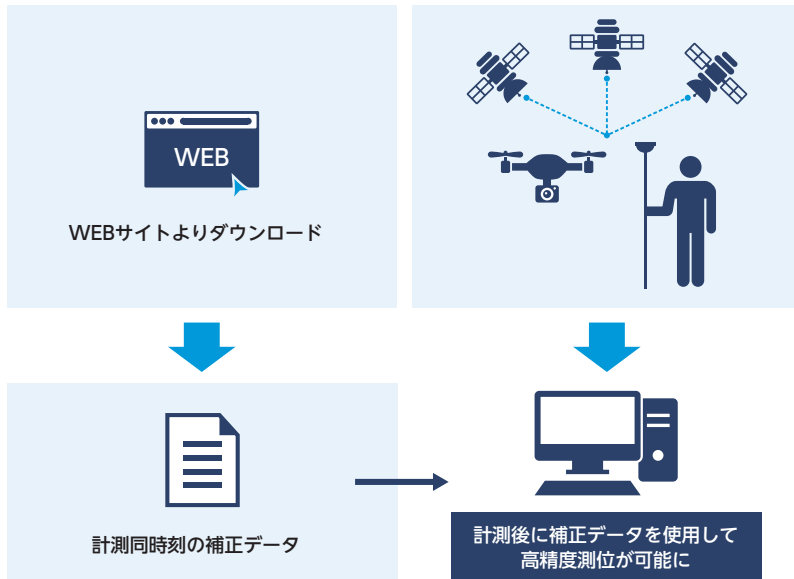 WEB
WEBサイトよりダウンロード
計測同時刻の補正データ
計測後に補正データを使用して
高精度測位が可能に